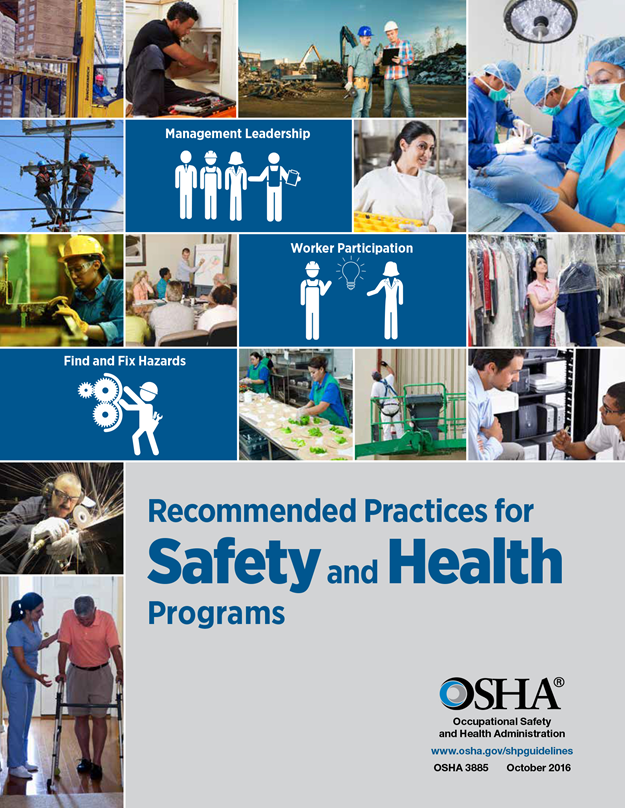 Management Leadership
Worker Participation
Find and Fix Hazards
Recommended Practices for
Safety and Health
Programs
OSHA®
Occupational Safety
and Health Administration
www.osha.gov/shpguidelines
OSHA 3885 October 2016